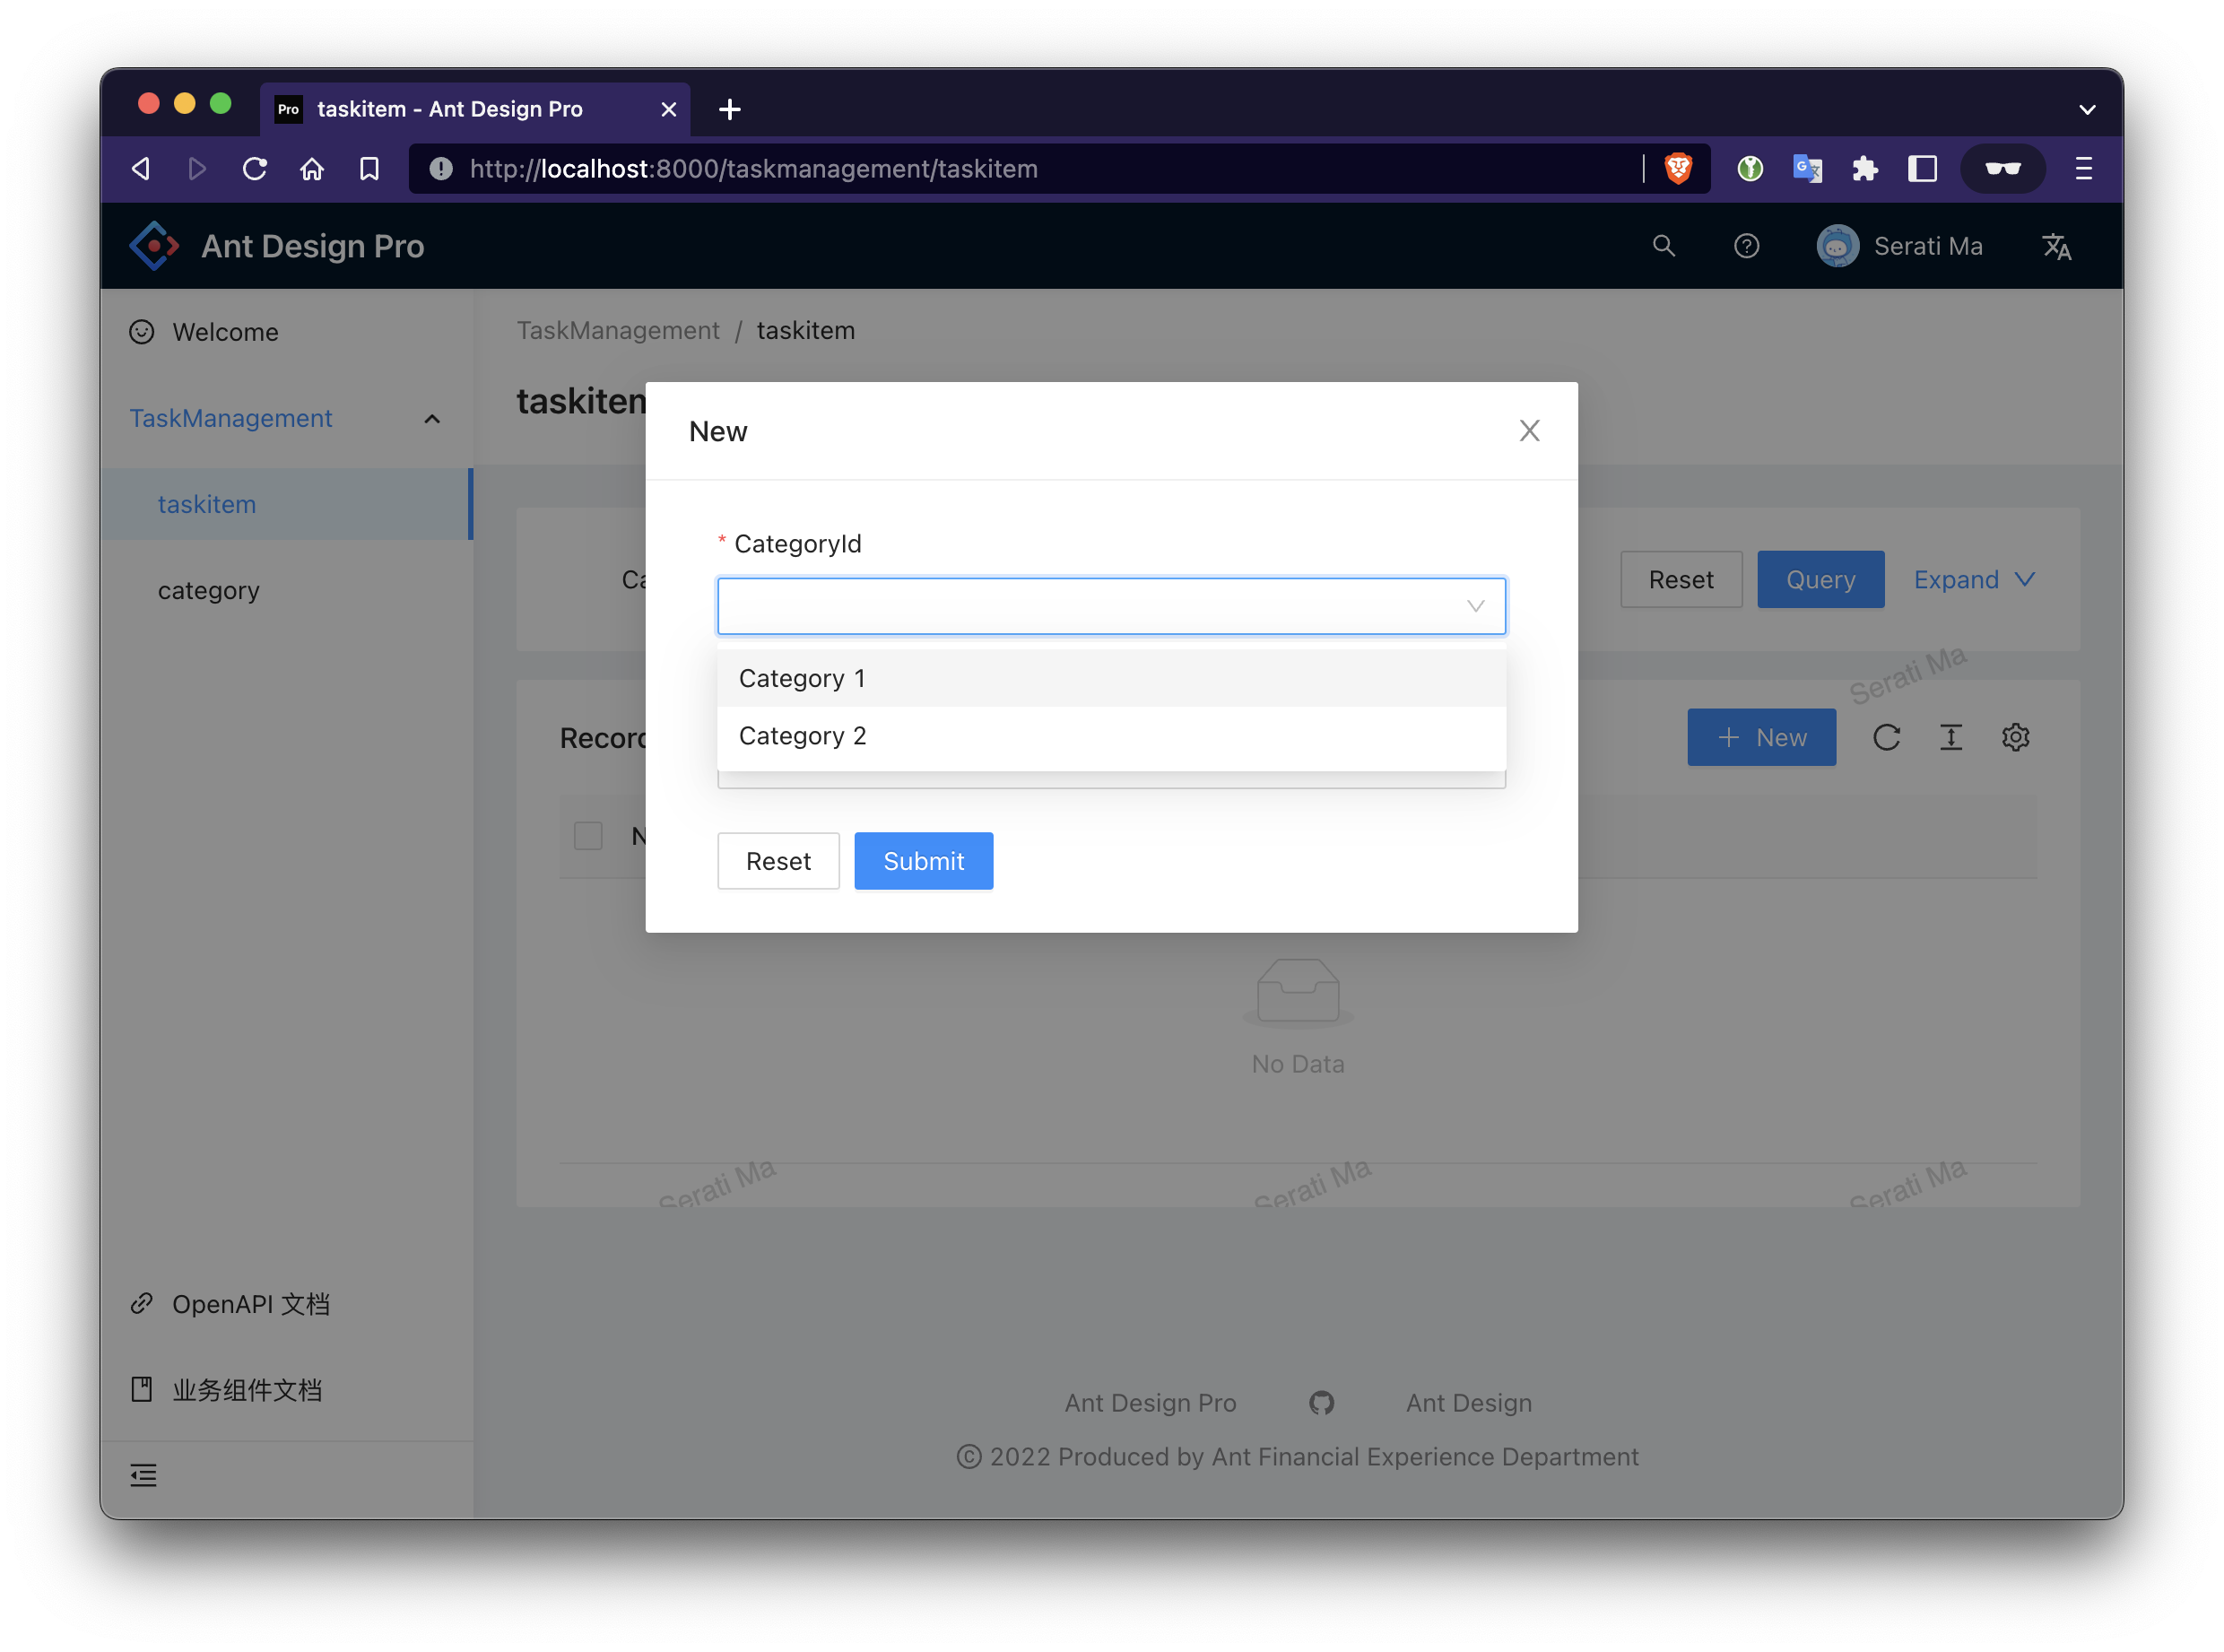 Pro taskitem - Ant Design Pro
http://localhost:8000/taskmanagement/taskitem
Ant Design Pro
Serati Ma
Welcome
TaskManagement
taskitem
category
OpenAPI 文档
业务组件文档
TaskManagement / taskitem
New
* CategoryId
Category 1
Category 2
Reset Submit
Reset Query Expand
Serati Ma
New
No Data
Serati Ma Serati Ma Serati Ma
Ant Design Pro Ant Design
© 2022 Produced by Ant Financial Experience Department